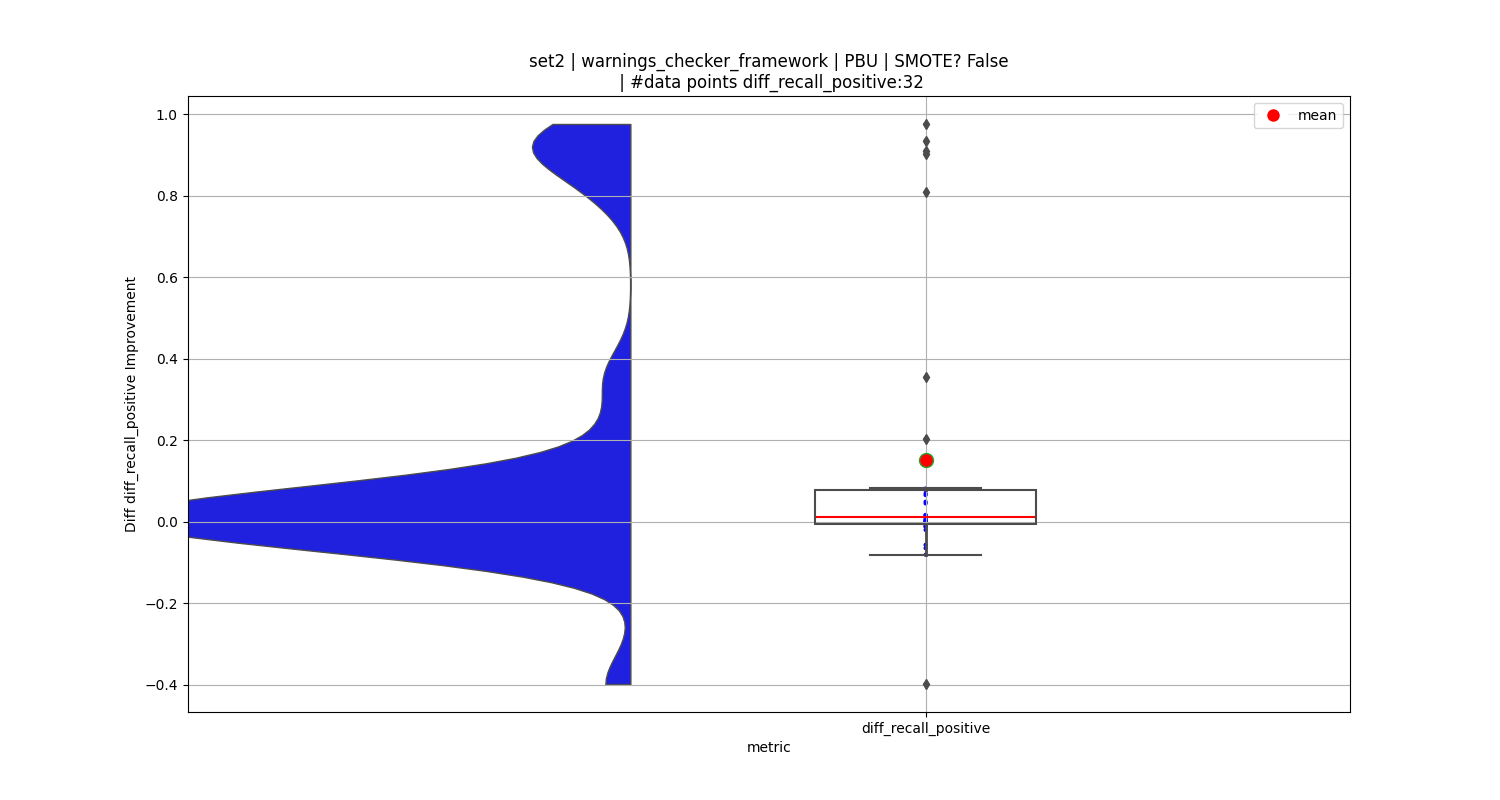 set2 | warnings_checker_framework | PBU | SMOTE? False
| #data points diff_recall_positive:32
mean
1.0
0.8
0.6
0.4
0.2
0.0
−0.2
−0.4
Diff diff_recall_positive Improvement
diff_recall_positive
metric